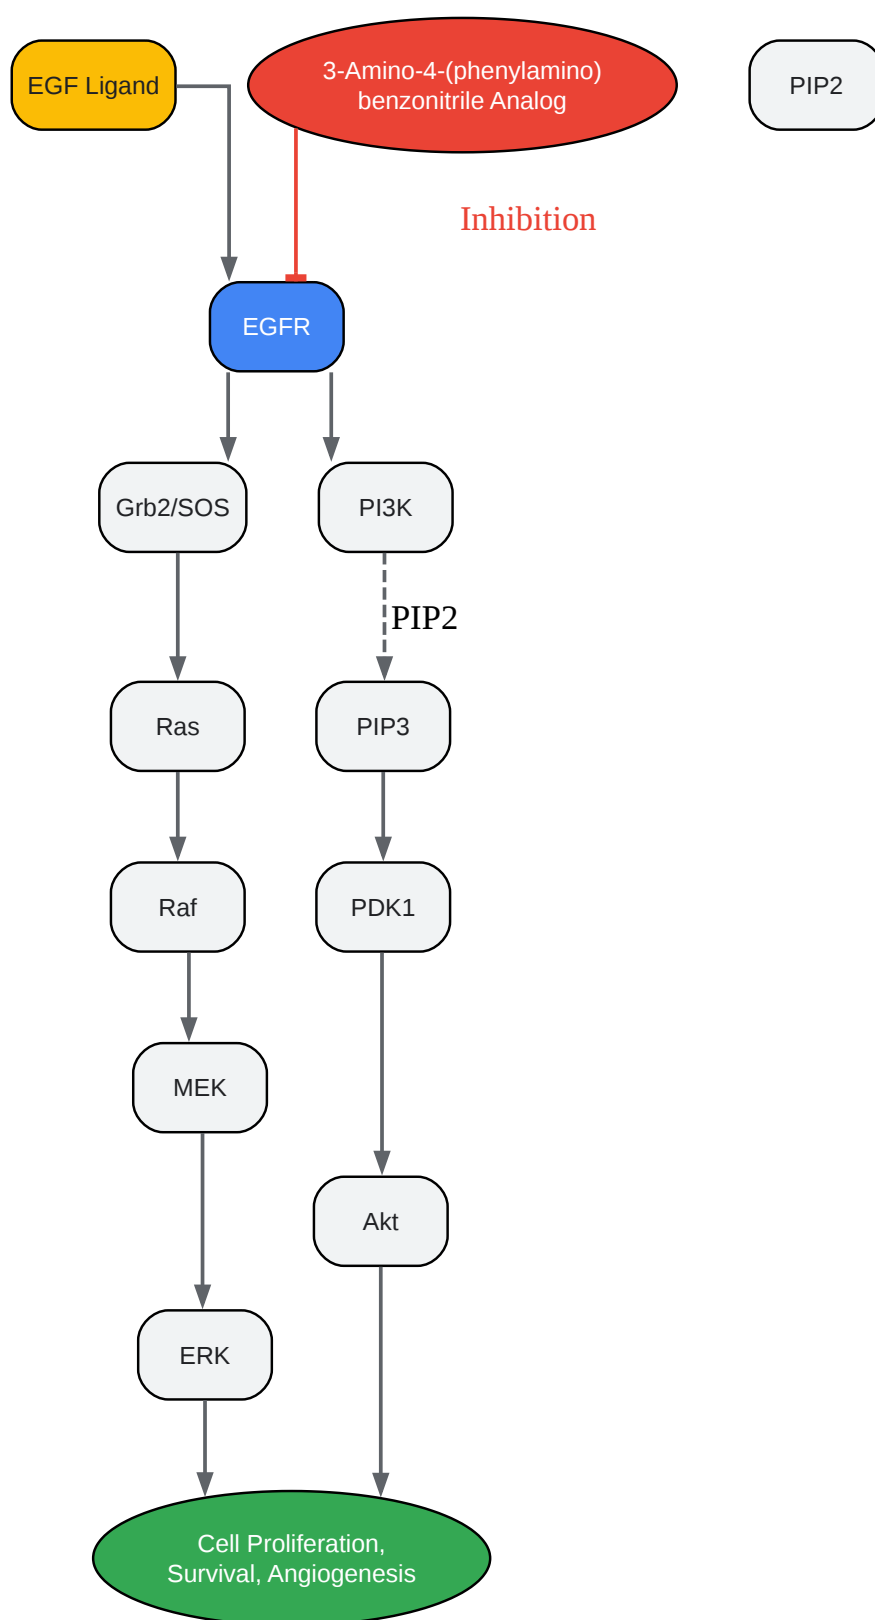 EGF Ligand
3-Amino-4-(phenylamino)
benzonitrile Analog
PIP2
Inhibition
EGFR
Grb2/SOS
PI3K
PIP2
Ras
PIP3
Raf
PDK1
MEK
Akt
ERK
Cell Proliferation,
Survival, Angiogenesis